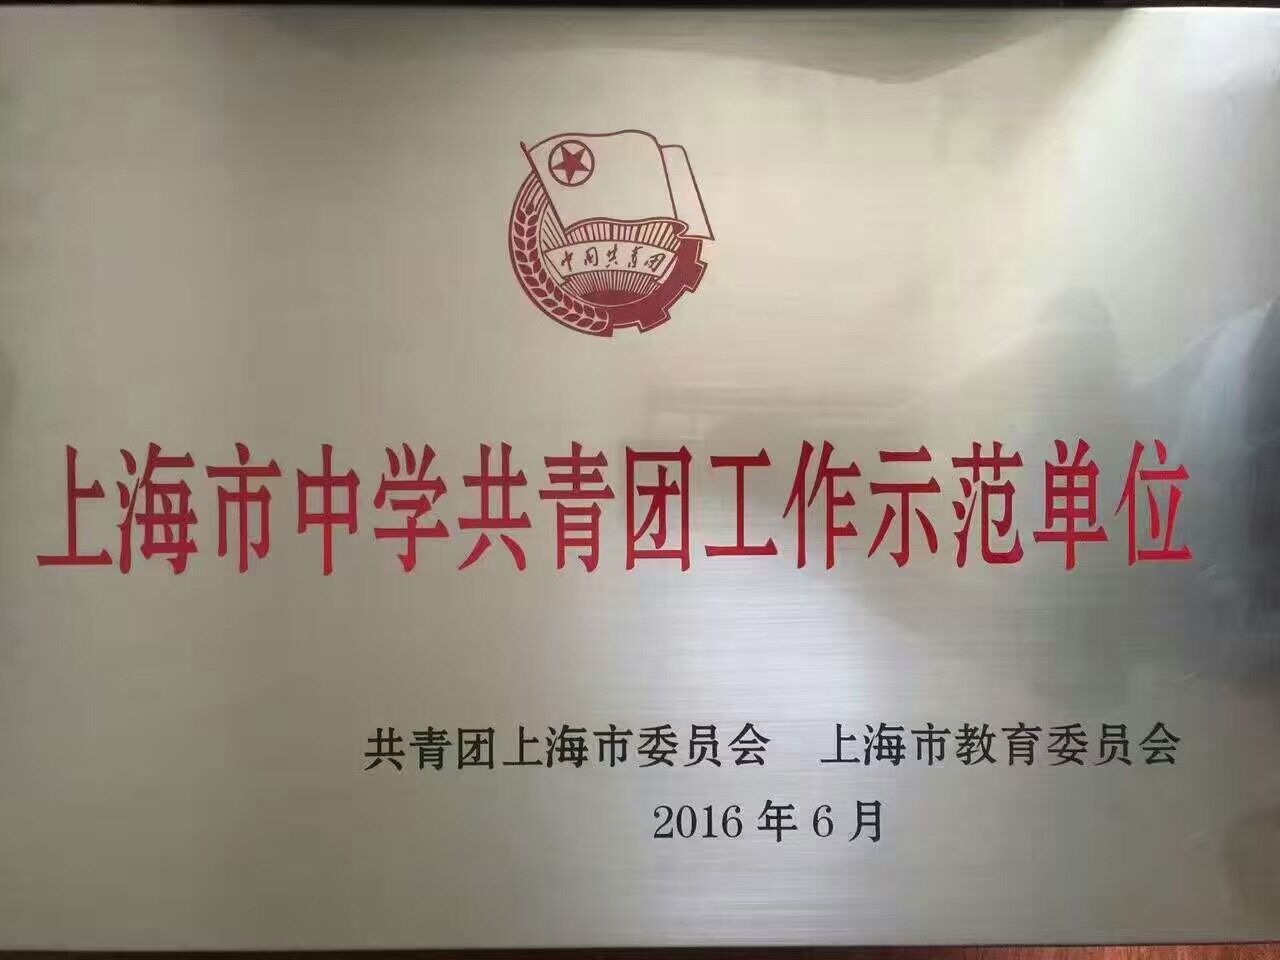 中国共青团
上海市中学共青团工作示范单位
共青团上海市委员会 上海市教育委员会
2016 年 6 月